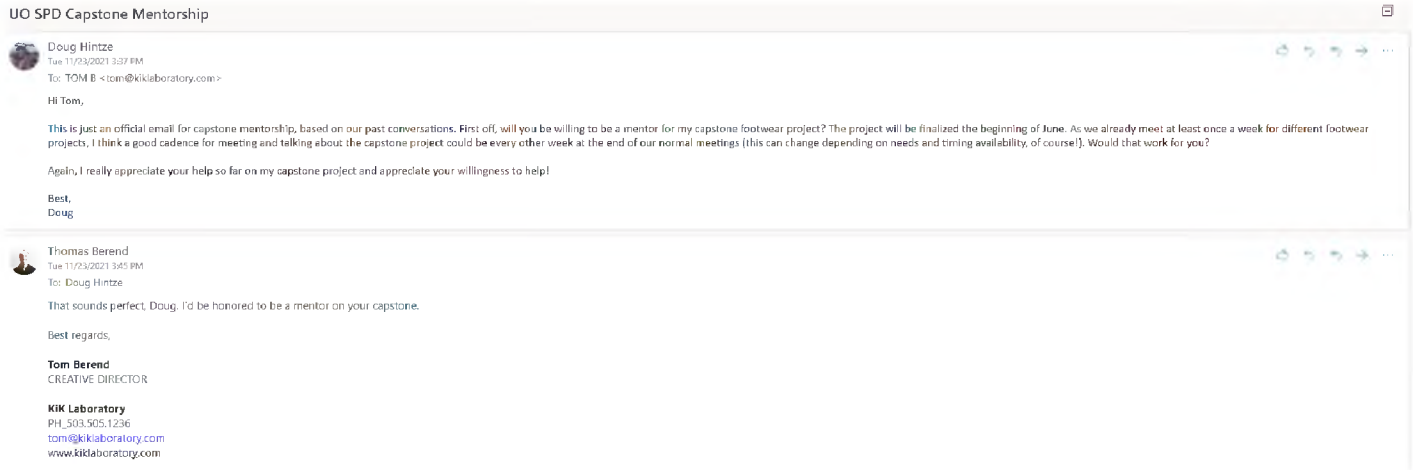 UO SPD Capstone Mentorship
Doug Hintze
Tue 11/23/2021 3:37 PM
To: TOM B <tom@kiklaboratory.com>
Hi Tom,
This is just an official email for capstone mentorship, based on our past conversations. First off, will you be willing to be a mentor for my capstone footwear project? The project will be finalized the beginning of June. As we already meet at least once a week for different footwear
projects, I think a good cadence for meeting and talking about the capstone project could be every other week at the end of our normal meetings (this can change depending on needs and timing availability, of course!). Would that work for you?
Again, I really appreciate your help so far on my capstone project and appreciate your willingness to help!
Best,
Doug
Thomas Berend
Tue 11/23/2021 3:45 PM
To: Doug Hintze
That sounds perfect, Doug. I'd be honored to be a mentor on your capstone.
Best regards,
Tom Berend
CREATIVE DIRECTOR
KiK Laboratory
PH_503.505.1236
tom@kiklaboratory.com
www.kiklaboratory.com